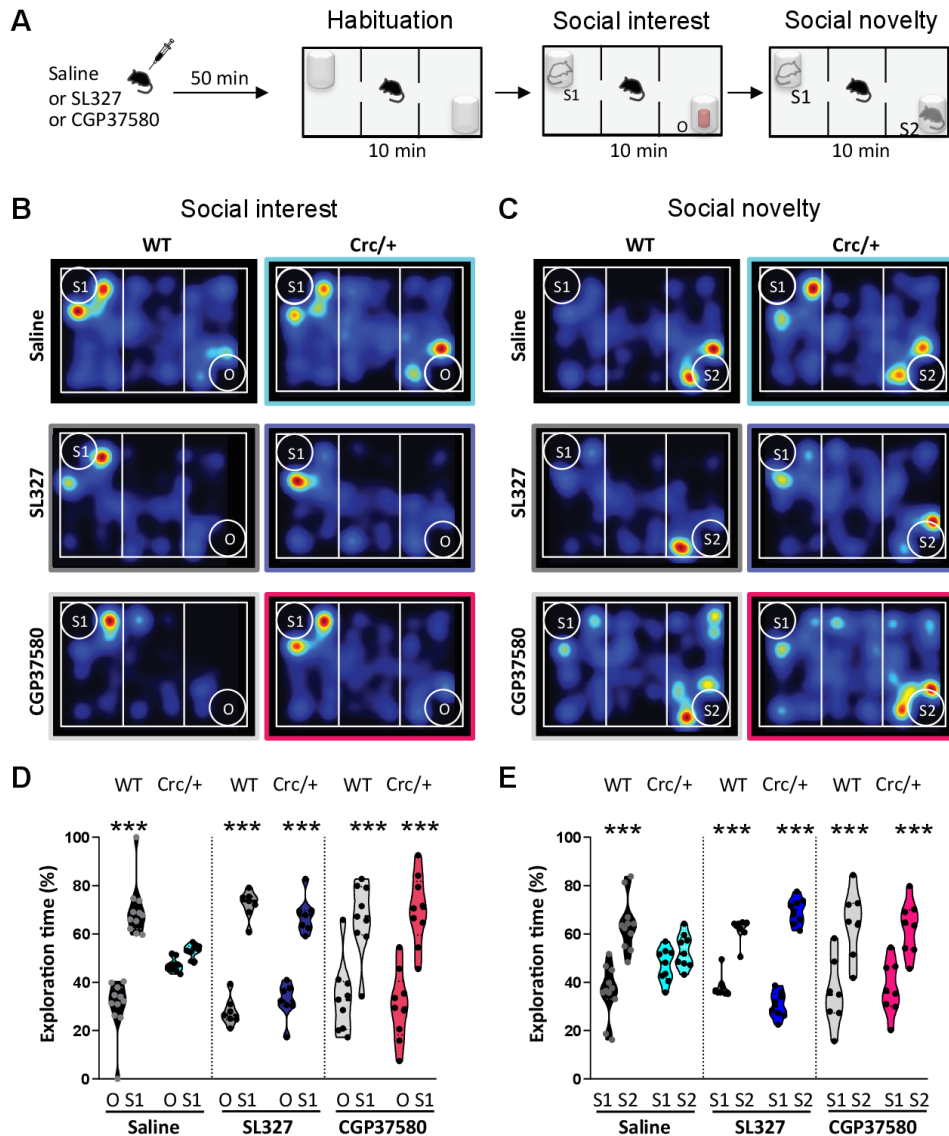 A
Habituation
Social interest
Social novelty
Saline
or SL327
or CGP37580
50 min
S1
O
S1
S2
10 min
10 min
10 min
B
Social interest
WT
Crc/+
Saline
S1
O
S1
O
SL327
S1
O
S1
O
CGP37580
S1
O
S1
O
C
Social novelty
WT
Crc/+
Saline
S1
S2
S1
S2
SL327
S1
S2
S1
S2
CGP37580
S1
S2
S1
S2
D
WT Crc/+ WT Crc/+ WT Crc/+
*** *** *** *** ***
Exploration time (%)
100
80
60
40
20
0
O S1 O S1 O S1 O S1 O S1 O S1
Saline SL327 CGP37580
E
WT Crc/+ WT Crc/+ WT Crc/+
*** *** *** *** ***
Exploration time (%)
100
80
60
40
20
0
S1 S2 S1 S2 S1 S2 S1 S2 S1 S2 S1 S2
Saline SL327 CGP37580